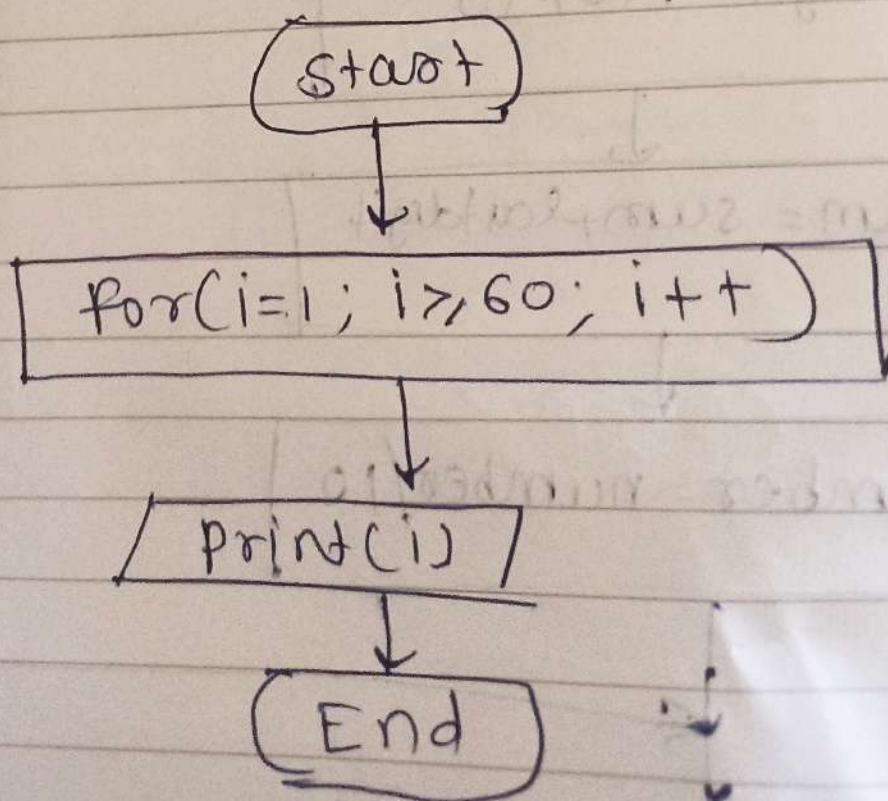 Start
for(i=1; i≥60; i++)
Print(i)
End